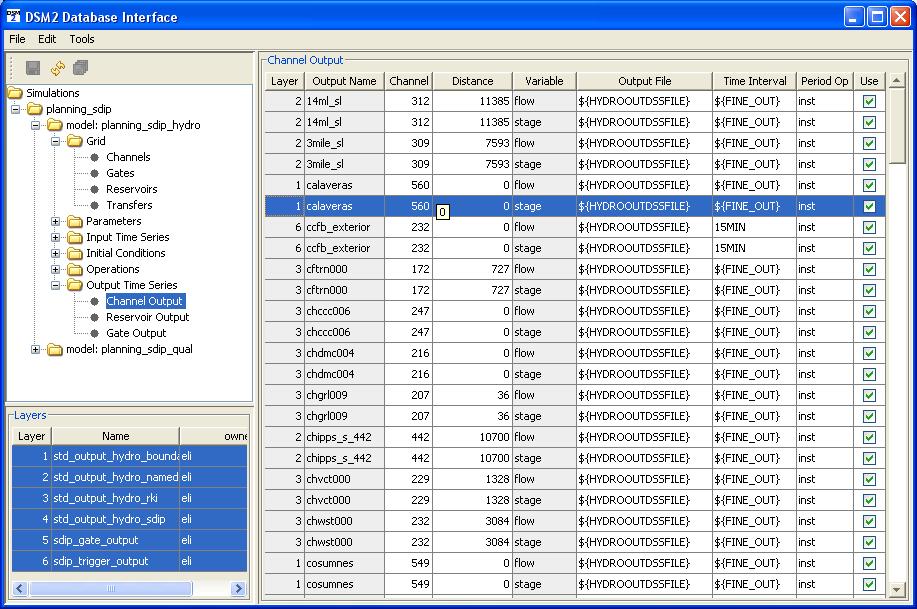 DSM2 Database Interface
File Edit Tools
Simulations
planning_sdip
model: planning_sdip_hydro
Grid
Channels
Gates
Reservoirs
Transfers
Parameters
Input Time Series
Initial Conditions
Operations
Output Time Series
Channel Output
Reservoir Output
Gate Output
model: planning_sdip_qual
Layers
Layer Name owne
1 std_output_hydro_bounda eli
2 std_output_hydro_named eli
3 std_output_hydro_rki eli
4 std_output_hydro_sdip eli
5 sdip_gate_output eli
6 sdip_trigger_output eli
Channel Output
Layer Output Name Channel Distance Variable Output File Time Interval Period Op Use
2 14ml_sl 312 11385 flow ${HYDROOUTDSSFILE} ${FINE_OUT} inst
2 14ml_sl 312 11385 stage ${HYDROOUTDSSFILE} ${FINE_OUT} inst
2 3mile_sl 309 7593 flow ${HYDROOUTDSSFILE} ${FINE_OUT} inst
2 3mile_sl 309 7593 stage ${HYDROOUTDSSFILE} ${FINE_OUT} inst
1 calaveras 560 0 flow ${HYDROOUTDSSFILE} ${FINE_OUT} inst
1 calaveras 560 0 stage ${HYDROOUTDSSFILE} ${FINE_OUT} inst
0
6 ccfb_exterior 232 0 flow ${HYDROOUTDSSFILE} 15MIN inst
6 ccfb_exterior 232 0 stage ${HYDROOUTDSSFILE} 15MIN inst
3 cftrn000 172 727 flow ${HYDROOUTDSSFILE} ${FINE_OUT} inst
3 cftrn000 172 727 stage ${HYDROOUTDSSFILE} ${FINE_OUT} inst
3 chccc006 247 0 flow ${HYDROOUTDSSFILE} ${FINE_OUT} inst
3 chccc006 247 0 stage ${HYDROOUTDSSFILE} ${FINE_OUT} inst
3 chdmc004 216 0 flow ${HYDROOUTDSSFILE} ${FINE_OUT} inst
3 chdmc004 216 0 stage ${HYDROOUTDSSFILE} ${FINE_OUT} inst
3 chgrl009 207 36 flow ${HYDROOUTDSSFILE} ${FINE_OUT} inst
3 chgrl009 207 36 stage ${HYDROOUTDSSFILE} ${FINE_OUT} inst
2 chipps_s_442 442 10700 flow ${HYDROOUTDSSFILE} ${FINE_OUT} inst
2 chipps_s_442 442 10700 stage ${HYDROOUTDSSFILE} ${FINE_OUT} inst
3 chvct000 229 1328 flow ${HYDROOUTDSSFILE} ${FINE_OUT} inst
3 chvct000 229 1328 stage ${HYDROOUTDSSFILE} ${FINE_OUT} inst
3 chwst000 232 3084 flow ${HYDROOUTDSSFILE} ${FINE_OUT} inst
3 chwst000 232 3084 stage ${HYDROOUTDSSFILE} ${FINE_OUT} inst
1 cosumnes 549 0 flow ${HYDROOUTDSSFILE} ${FINE_OUT} inst
1 cosumnes 549 0 stage ${HYDROOUTDSSFILE} ${FINE_OUT} inst